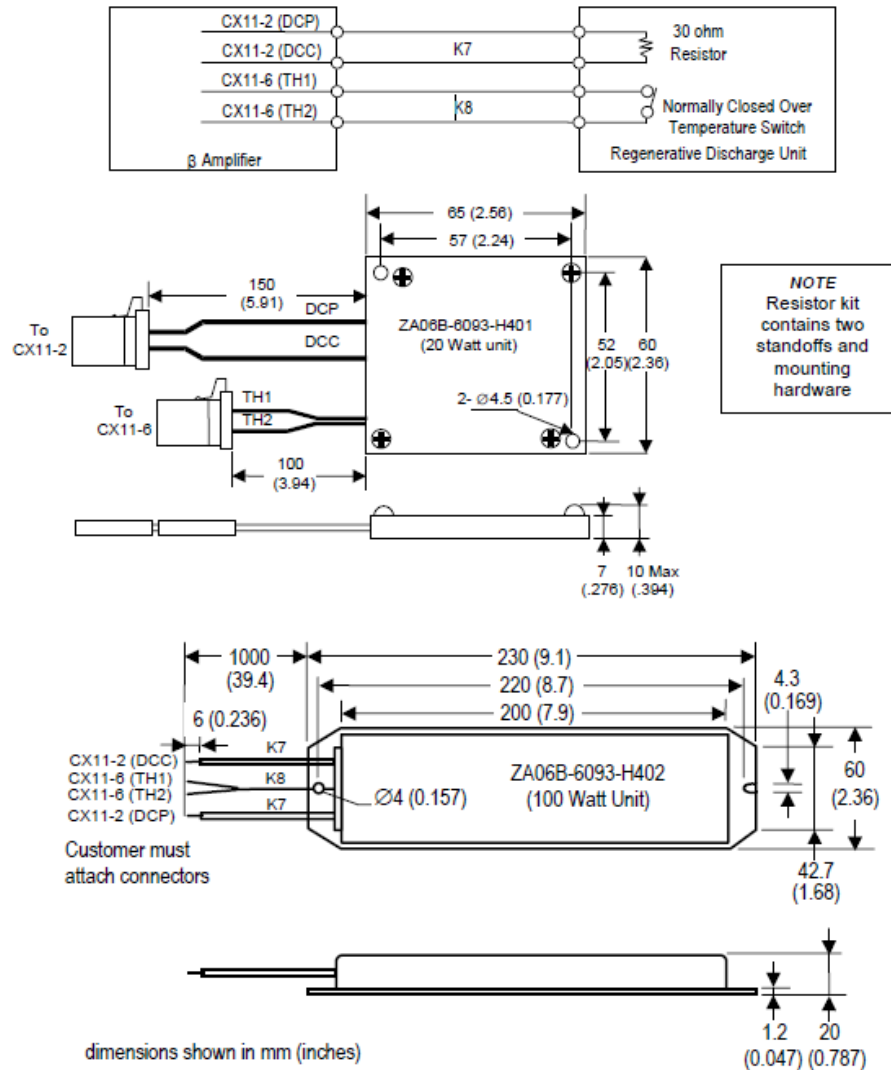 CX11-2 (DCP)
CX11-2 (DCC)
CX11-6 (TH1)
CX11-6 (TH2)
β Amplifier
K7
K8
30 ohm
Resistor
Normally Closed Over
Temperature Switch
Regenerative Discharge Unit
65 (2.56)
57 (2.24)
150
(5.91)
DCP
DCC
To
CX11-2
ZA06B-6093-H401
(20 Watt unit)
52
(2.05)
60
(2.36)
2- Ø4.5 (0.177)
To
CX11-6
TH1
TH2
100
(3.94)
NOTE
Resistor kit
contains two
standoffs and
mounting
hardware
7
(.276)
10 Max
(.394)
1000
(39.4)
230 (9.1)
220 (8.7)
200 (7.9)
4.3
(0.169)
6 (0.236)
CX11-2 (DCC)
CX11-6 (TH1)
CX11-6 (TH2)
CX11-2 (DCP)
K7
K8
K7
Ø4 (0.157)
ZA06B-6093-H402
(100 Watt Unit)
60
(2.36)
42.7
(1.68)
Customer must
attach connectors
1.2
(0.047)
20
(0.787)
dimensions shown in mm (inches)